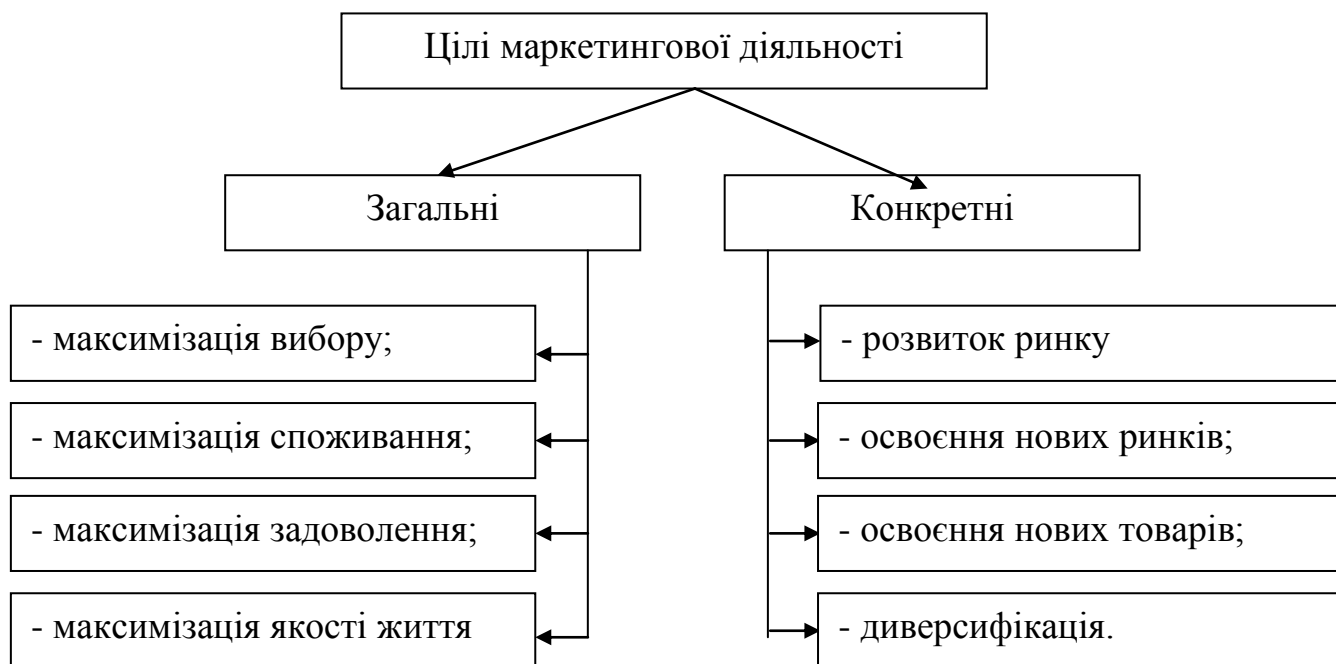 Цілі маркетингової діяльності
Загальні
Конкретні
- максимізація вибору;
- максимізація споживання;
- максимізація задоволення;
- максимізація якості життя
- розвиток ринку
- освоєння нових ринків;
- освоєння нових товарів;
- диверсифікація.